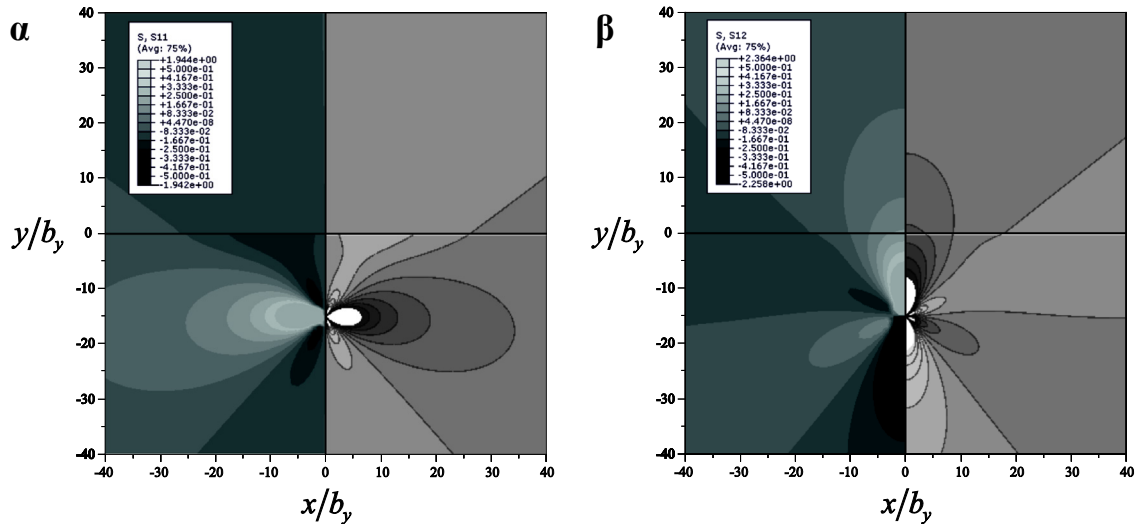 α
40
30
20
10
0
-10
-20
-30
-40
y/b_y
S, S11
(Avg: 75%)
+1.944e+00
+5.000e-01
+4.167e-01
+3.333e-01
+2.500e-01
+1.667e-01
+8.333e-02
+4.470e-08
-8.333e-02
-1.667e-01
-2.500e-01
-3.333e-01
-4.167e-01
-5.000e-01
-1.942e+00
-40 -30 -20 -10 0 10 20 30 40
x/b_y
β
40
30
20
10
0
-10
-20
-30
-40
y/b_y
S, S12
(Avg: 75%)
+2.364e+00
+5.000e-01
+4.167e-01
+3.333e-01
+2.500e-01
+1.667e-01
+8.333e-02
+4.470e-08
-8.333e-02
-1.667e-01
-2.500e-01
-3.333e-01
-4.167e-01
-5.000e-01
-2.258e+00
-40 -30 -20 -10 0 10 20 30 40
x/b_y